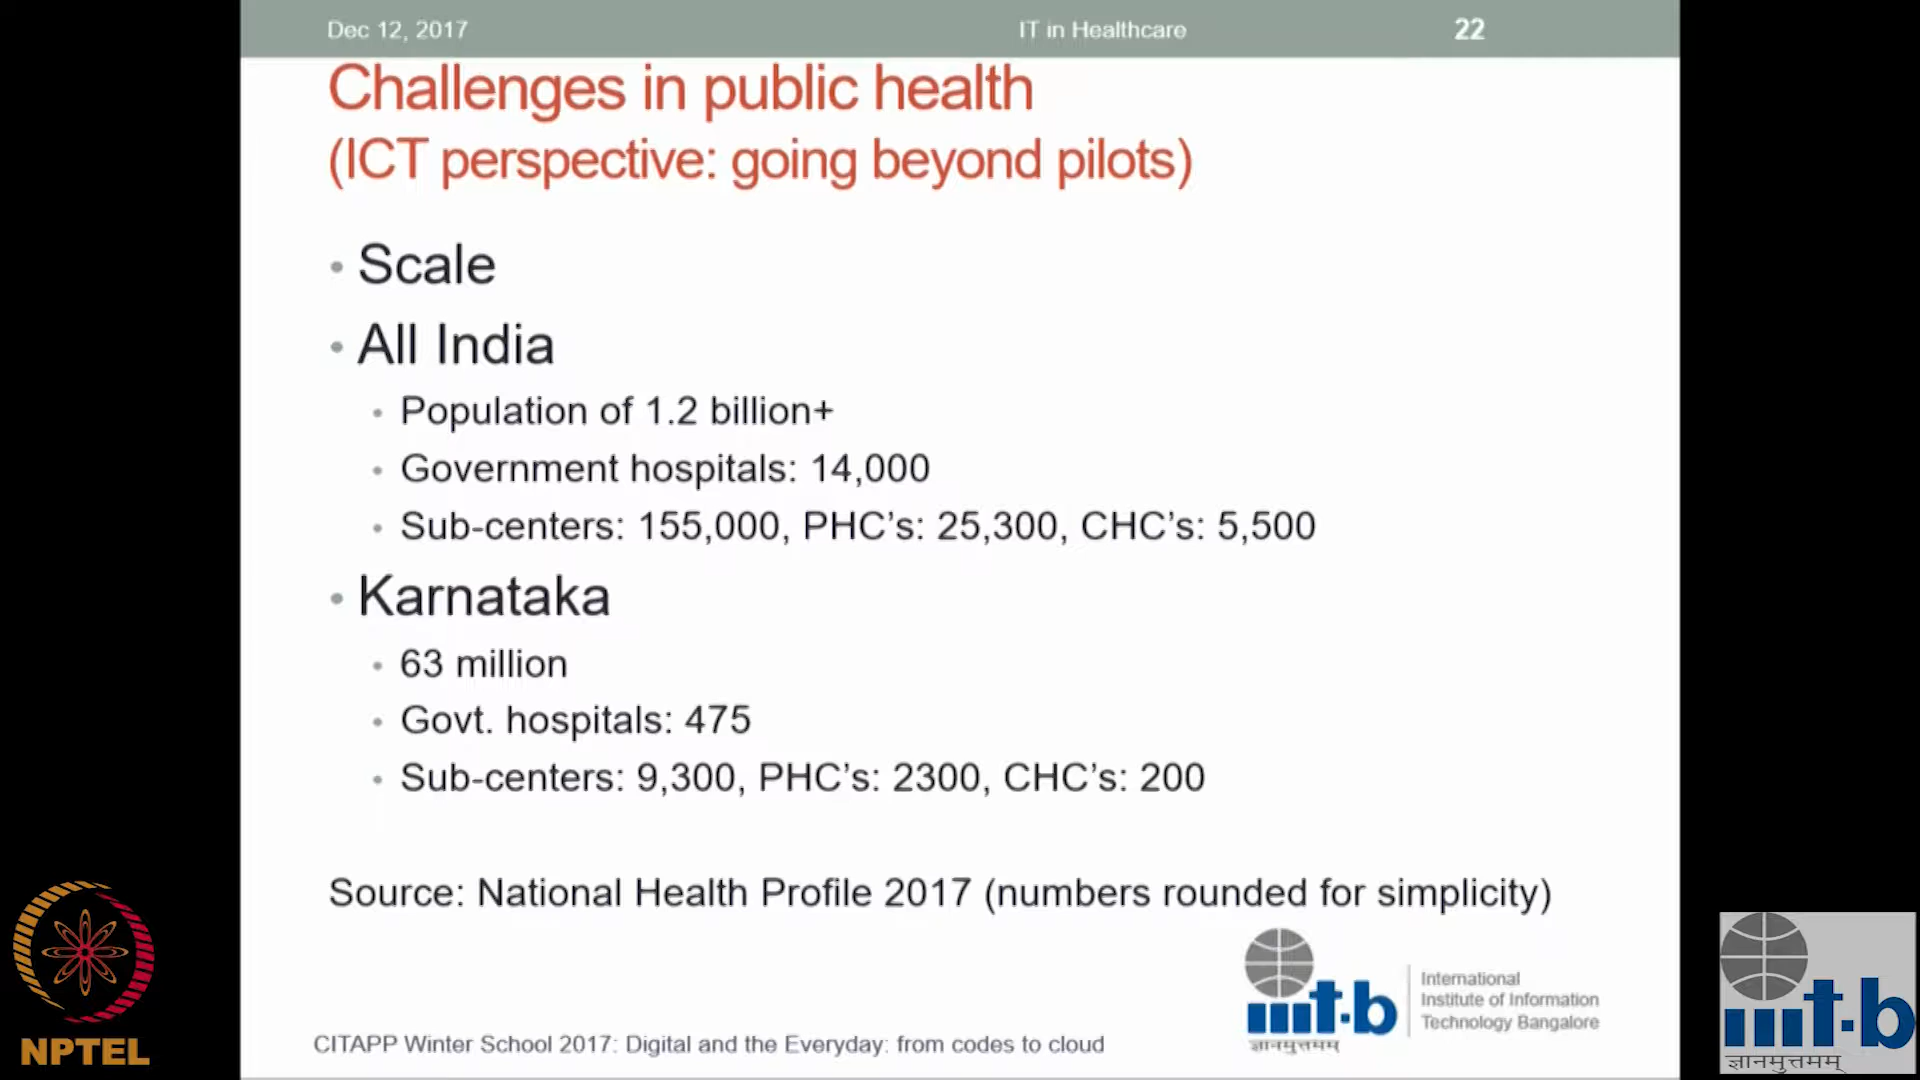 Dec 12, 2017
IT in Healthcare
22
Challenges in public health
(ICT perspective: going beyond pilots)
• Scale
• All India
• Population of 1.2 billion+
• Government hospitals: 14,000
• Sub-centers: 155,000, PHC's: 25,300, CHC's: 5,500
• Karnataka
• 63 million
• Govt. hospitals: 475
• Sub-centers: 9,300, PHC's: 2300, CHC's: 200
Source: National Health Profile 2017 (numbers rounded for simplicity)
iiit-b
ज्ञानमुत्तमम्
International
Institute of Information
Technology Bangalore
CITAPP Winter School 2017: Digital and the Everyday: from codes to cloud
NPTEL
iiit-b
ज्ञानमुत्तमम्